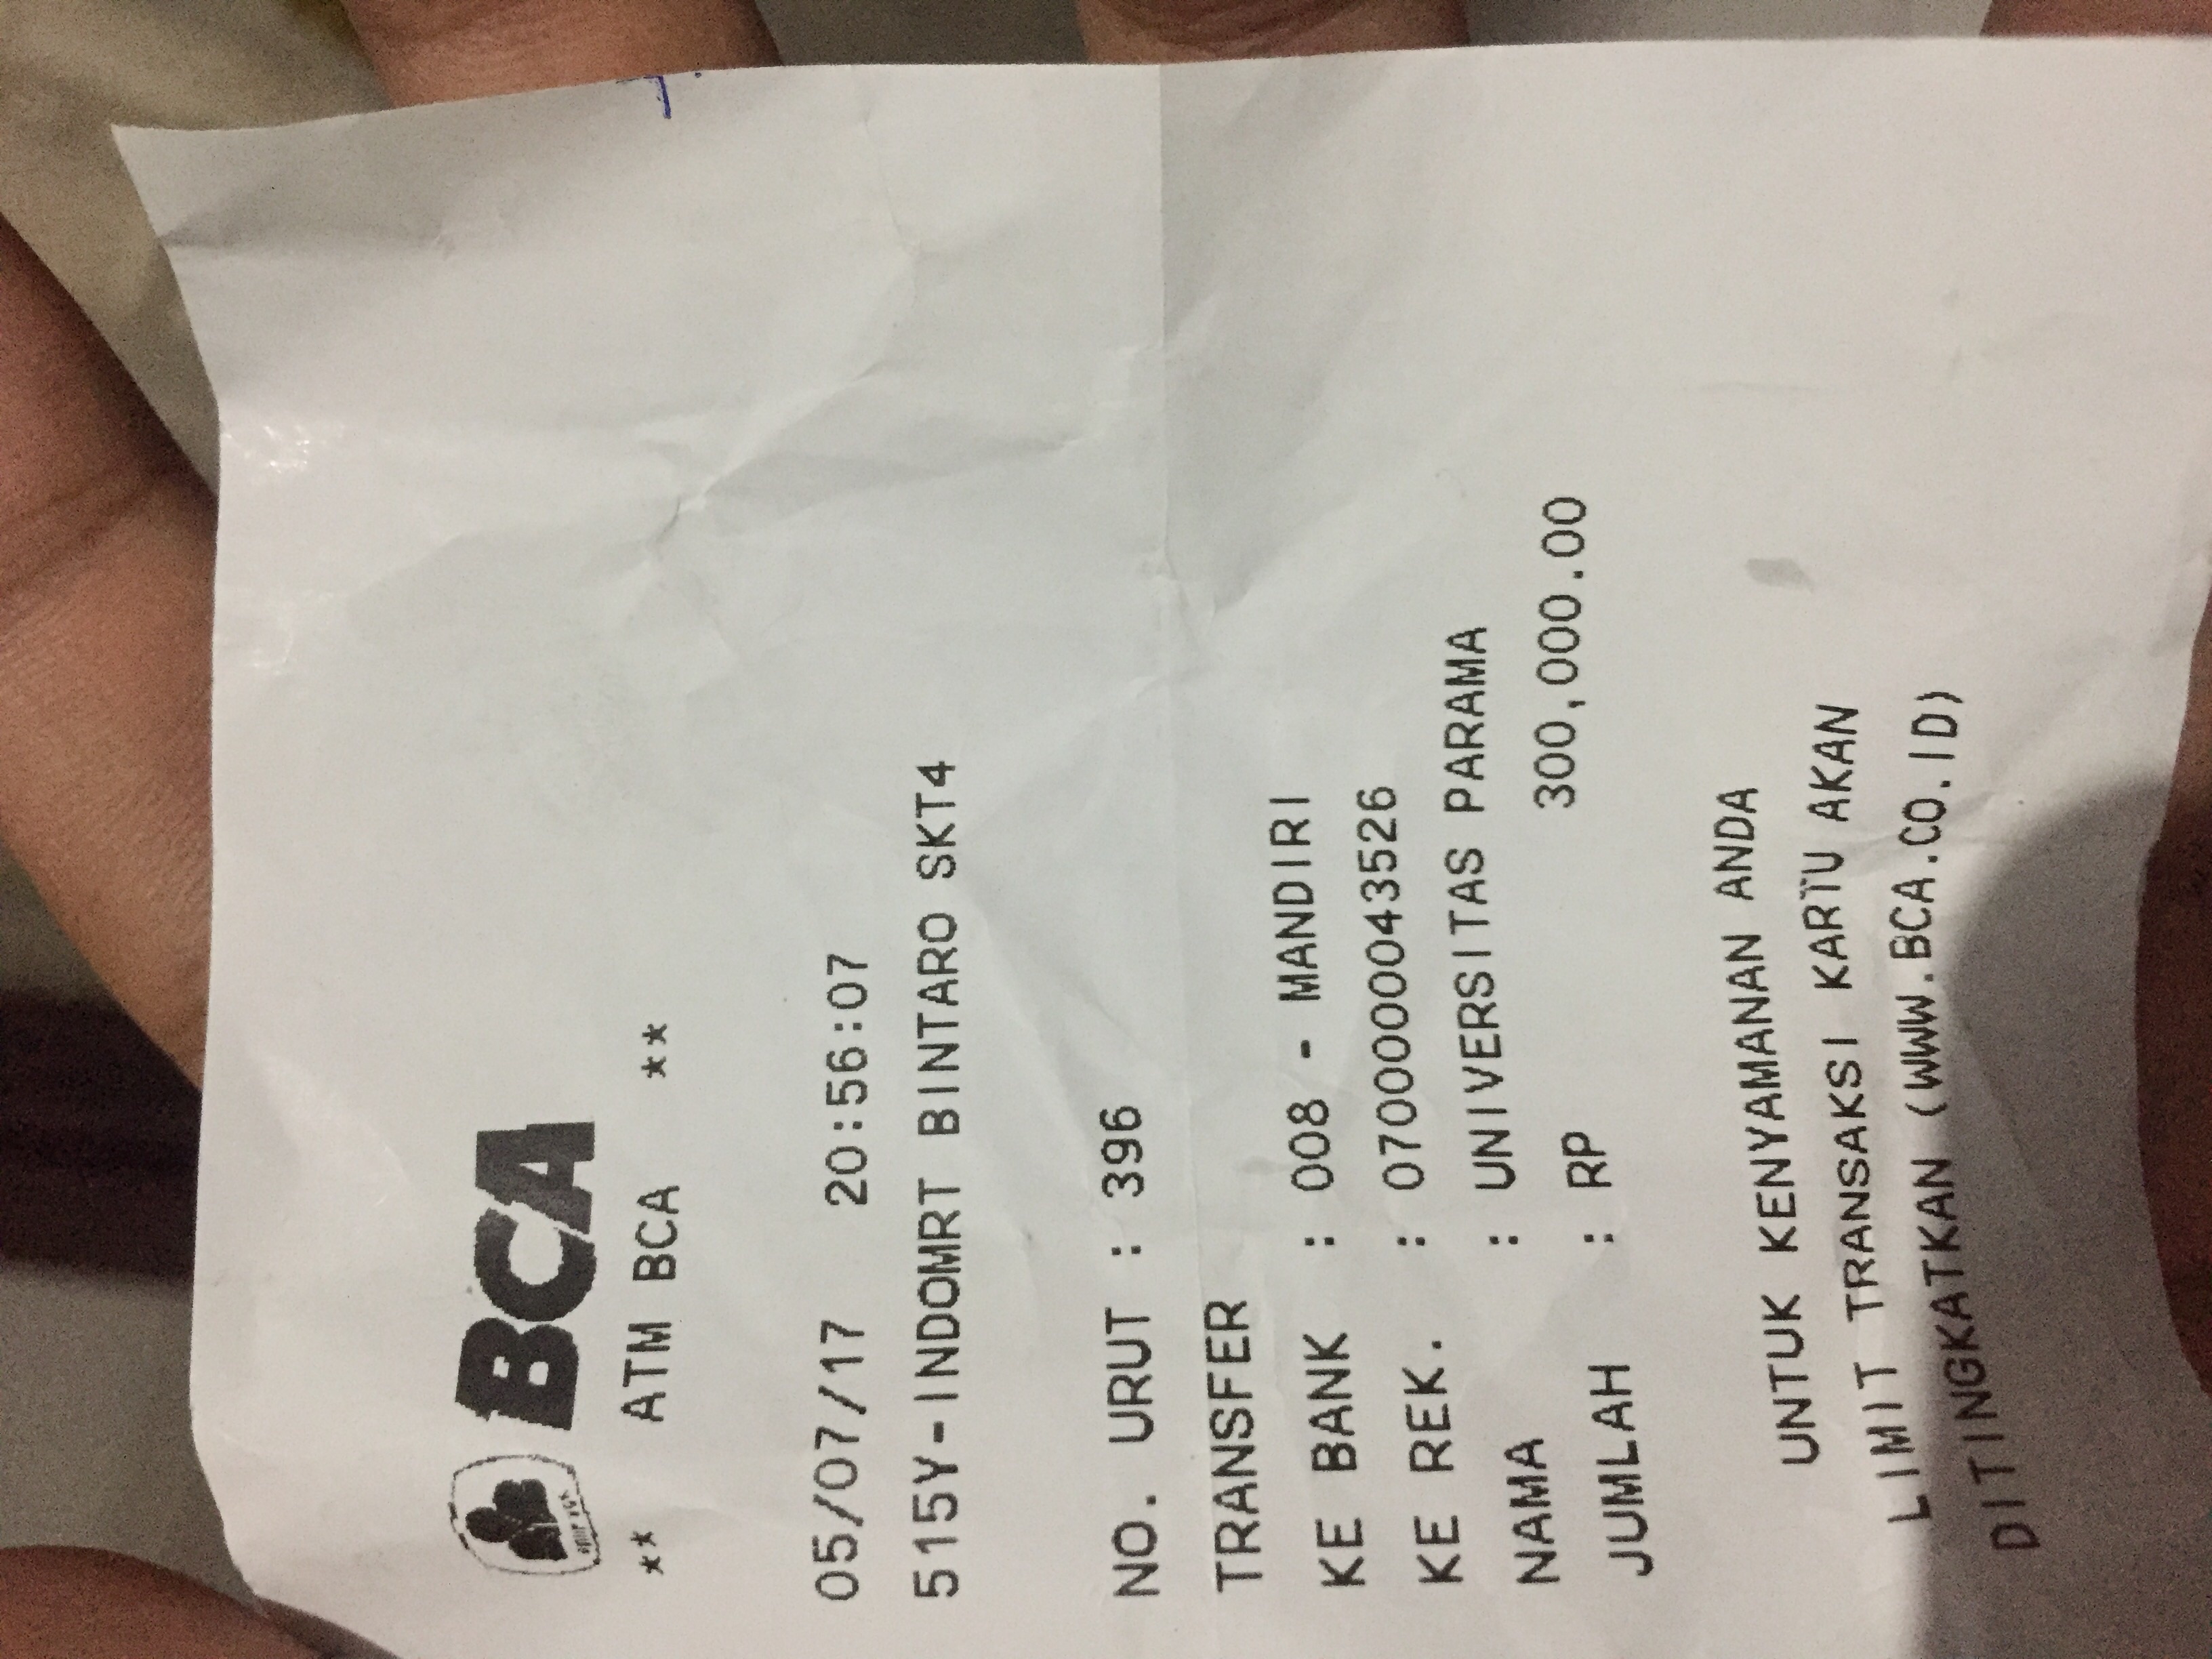 BCA
** ATM BCA **
05/07/17 20:56:07
515Y-INDOMRT BINTARO SKT4
NO. URUT : 396
TRANSFER
KE BANK : 008 - MANDIRI
KE REK. : 0700000043526
NAMA : UNIVERSITAS PARAMA
JUMLAH : RP 300,000.00
UNTUK KENYAMANAN ANDA
LIMIT TRANSAKSI KARTU AKAN
DITINGKATKAN (WWW.BCA.CO.ID)